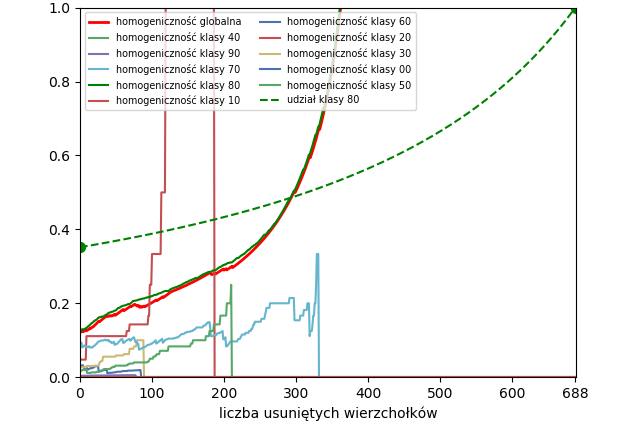 1.0
0.8
0.6
0.4
0.2
0.0
homogeniczność globalna
homogeniczność klasy 40
homogeniczność klasy 90
homogeniczność klasy 70
homogeniczność klasy 80
homogeniczność klasy 10
homogeniczność klasy 60
homogeniczność klasy 20
homogeniczność klasy 30
homogeniczność klasy 00
homogeniczność klasy 50
udział klasy 80
0 100 200 300 400 500 600 688
liczba usuniętych wierzchołków